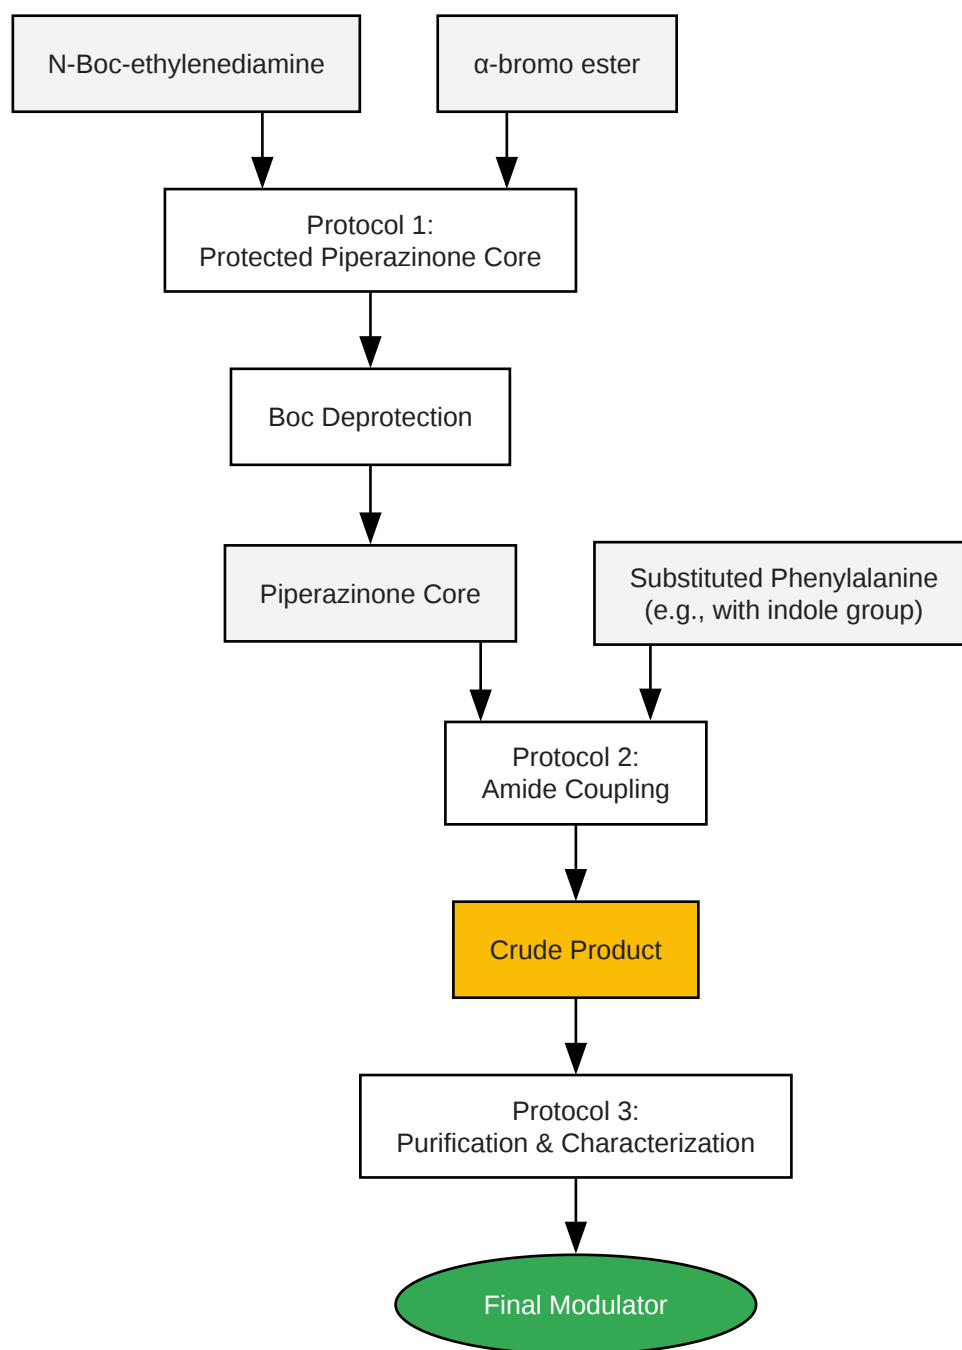 N-Boc-ethylenediamine
α-bromo ester
Protocol 1:
Protected Piperazinone Core
Boc Deprotection
Piperazinone Core
Substituted Phenylalanine
(e.g., with indole group)
Protocol 2:
Amide Coupling
Crude Product
Protocol 3:
Purification & Characterization
Final Modulator